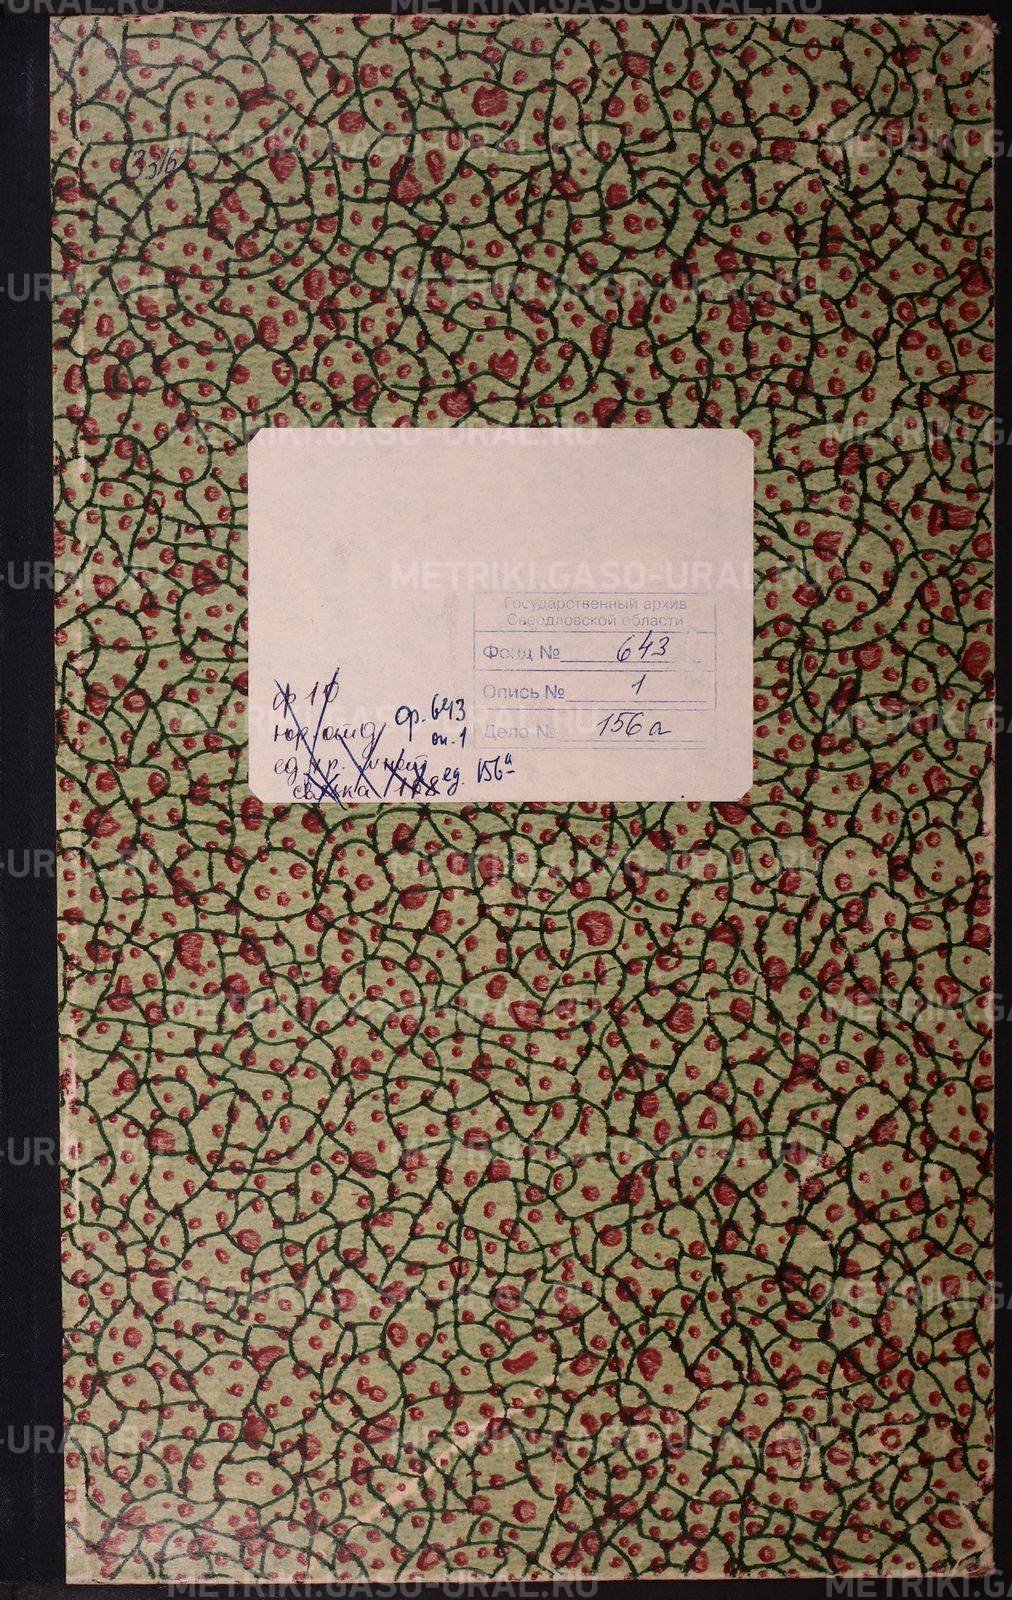 3316
Государственный архив
Свердловской области
Фонд № 643
Опись № 1
Дело № 156а
ф. 643
оп. 1
ед. 156а
METRIKI.GASO-URAL.RU